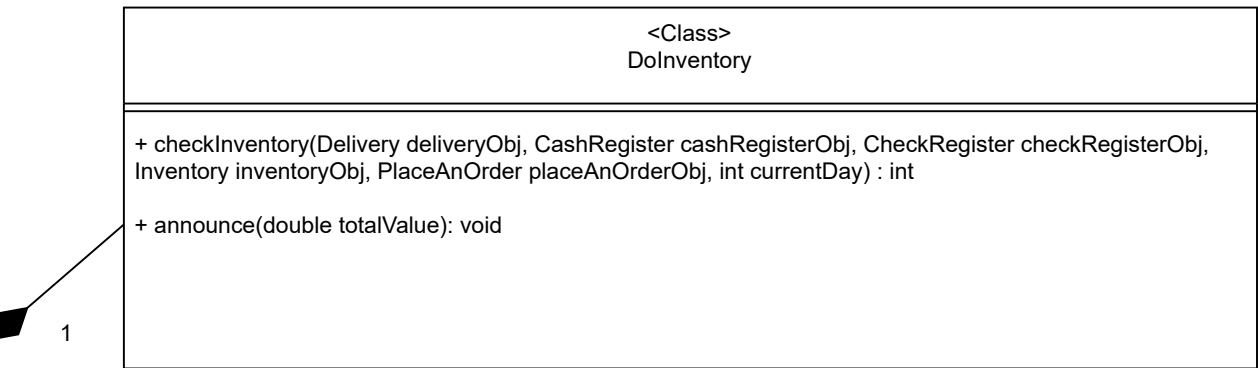 <Class>
DoInventory
+ checkInventory(Delivery deliveryObj, CashRegister cashRegisterObj, CheckRegister checkRegisterObj,
Inventory inventoryObj, PlaceAnOrder placeAnOrderObj, int currentDay) : int
+ announce(double totalValue): void
1